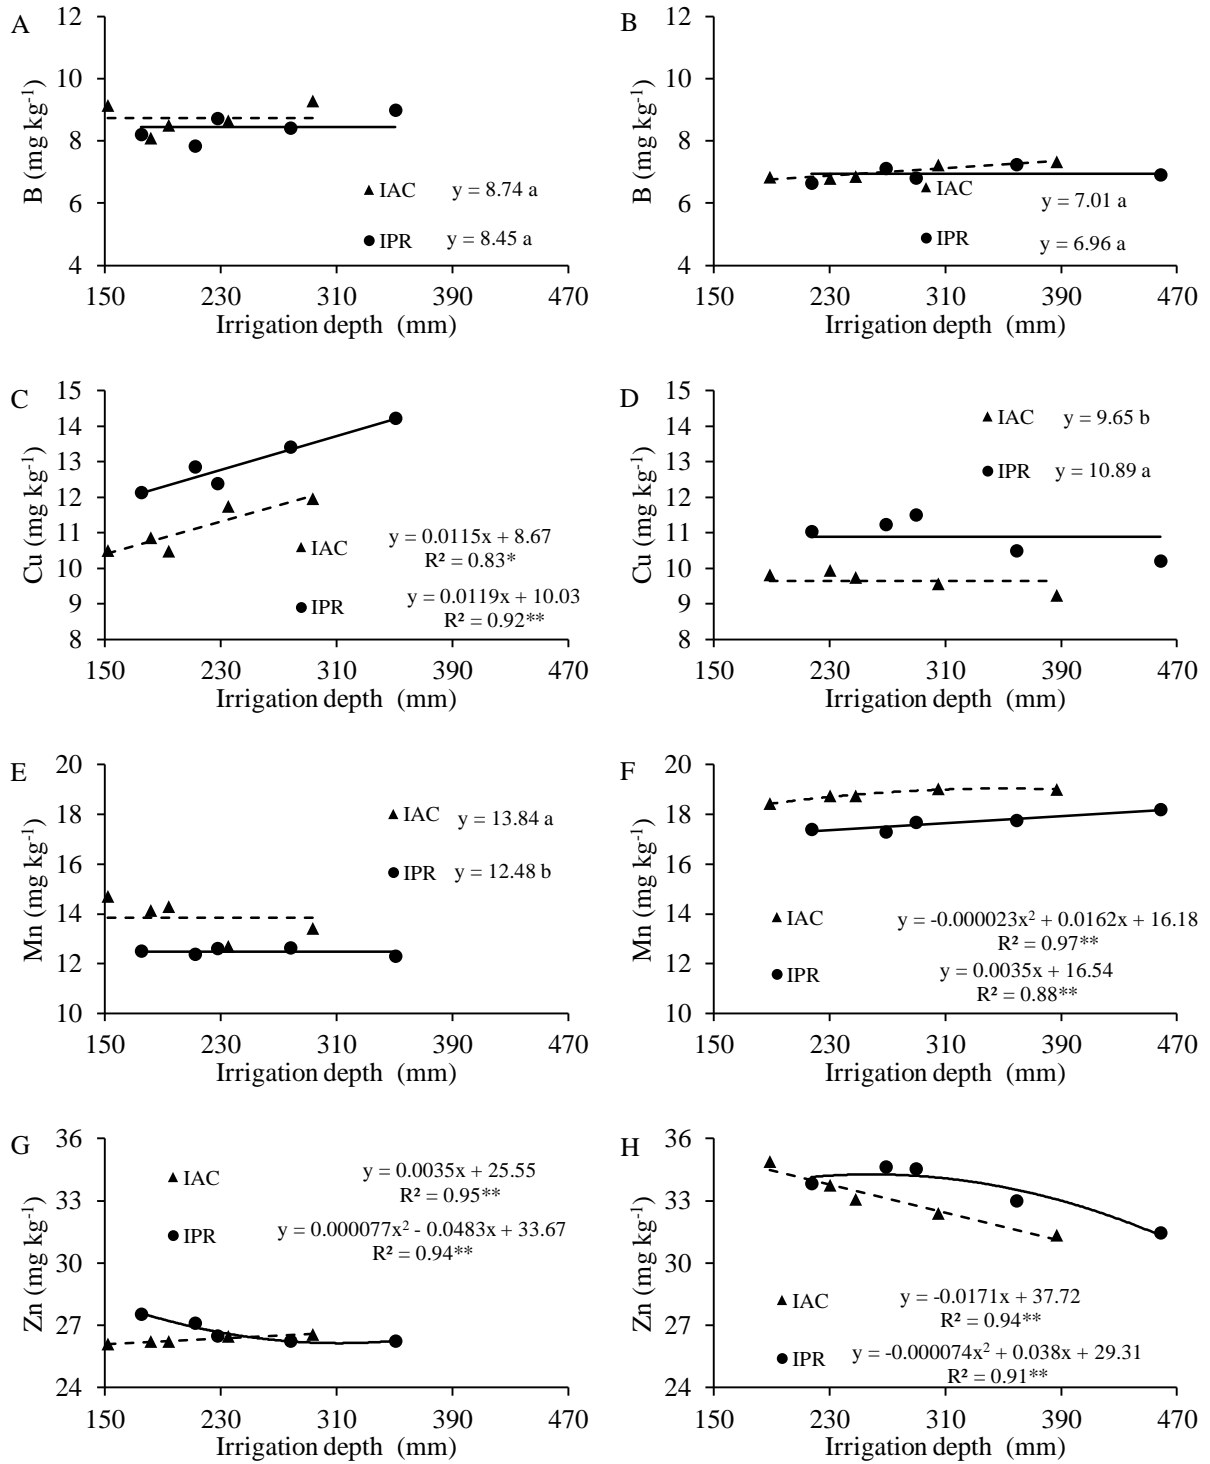 A
B (mg kg⁻¹)
12
10
8
6
4
IAC y = 8.74 a
IPR y = 8.45 a
150 230 310 390 470
Irrigation depth (mm)
B
B (mg kg⁻¹)
12
10
8
6
4
IAC
y = 7.01 a
IPR
y = 6.96 a
150 230 310 390 470
Irrigation depth (mm)
C
Cu (mg kg⁻¹)
15
14
13
12
11
10
9
8
IAC y = 0.0115x + 8.67
R² = 0.83*
IPR y = 0.0119x + 10.03
R² = 0.92**
150 230 310 390 470
Irrigation depth (mm)
D
Cu (mg kg⁻¹)
15
14
13
12
11
10
9
8
IAC y = 9.65 b
IPR y = 10.89 a
150 230 310 390 470
Irrigation depth (mm)
E
Mn (mg kg⁻¹)
20
18
16
14
12
10
IAC y = 13.84 a
IPR y = 12.48 b
150 230 310 390 470
Irrigation depth (mm)
F
Mn (mg kg⁻¹)
20
18
16
14
12
10
IAC y = -0.000023x² + 0.0162x + 16.18
R² = 0.97**
IPR y = 0.0035x + 16.54
R² = 0.88**
150 230 310 390 470
Irrigation depth (mm)
G
Zn (mg kg⁻¹)
36
33
30
27
24
IAC y = 0.0035x + 25.55
R² = 0.95**
IPR y = 0.000077x² - 0.0483x + 33.67
R² = 0.94**
150 230 310 390 470
Irrigation depth (mm)
H
Zn (mg kg⁻¹)
36
33
30
27
24
IAC y = -0.0171x + 37.72
R² = 0.94**
IPR y = -0.000074x² + 0.038x + 29.31
R² = 0.91**
150 230 310 390 470
Irrigation depth (mm)